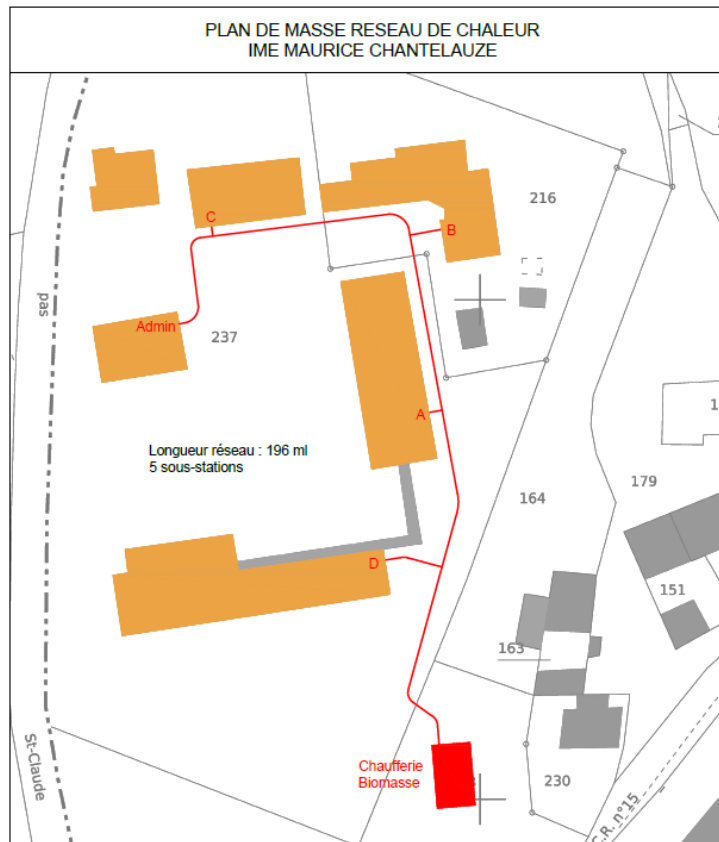 PLAN DE MASSE RESEAU DE CHALEUR
IME MAURICE CHANTELAUZE
216
C
B
pas
Admin
237
A
Longueur réseau : 196 ml
5 sous-stations
164
179
D
151
163
St-Claude
Chaufferie
Biomasse
230
C.R. n°15